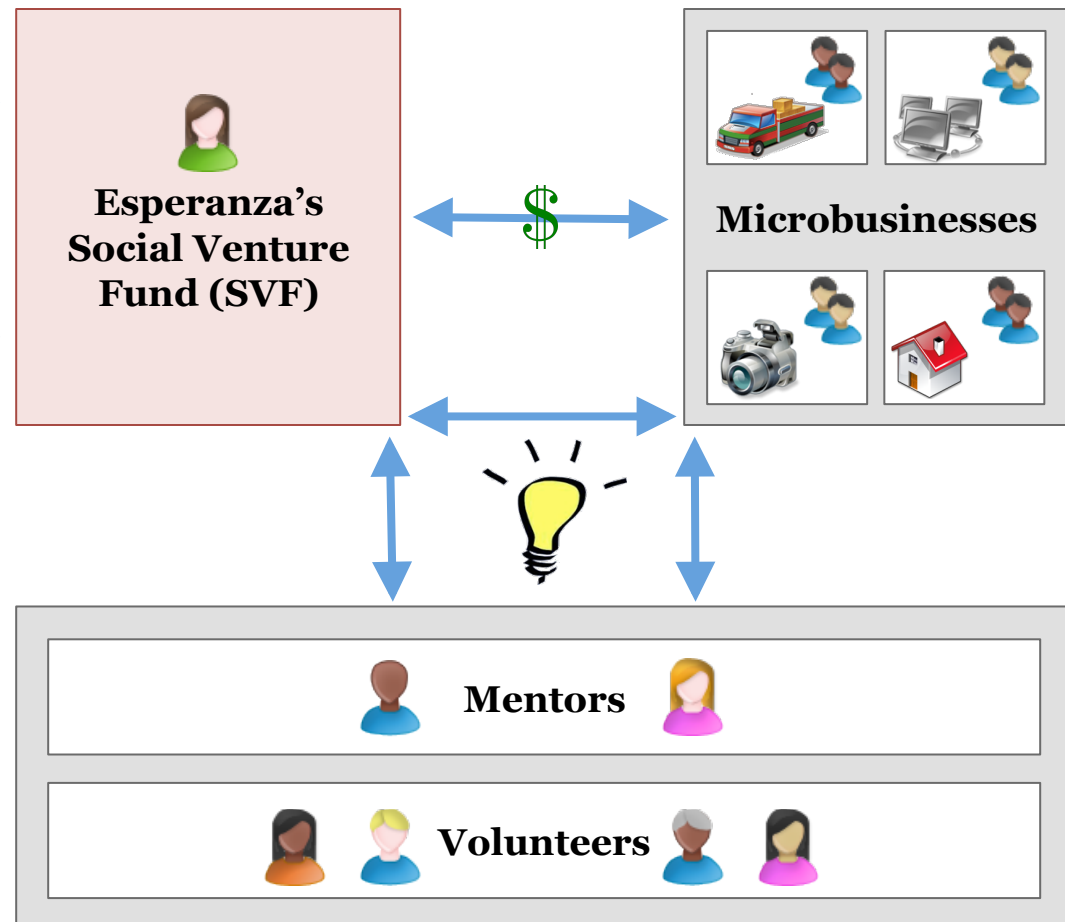 Esperanza’s
Social Venture
Fund (SVF)
$
Microbusinesses
Mentors
Volunteers